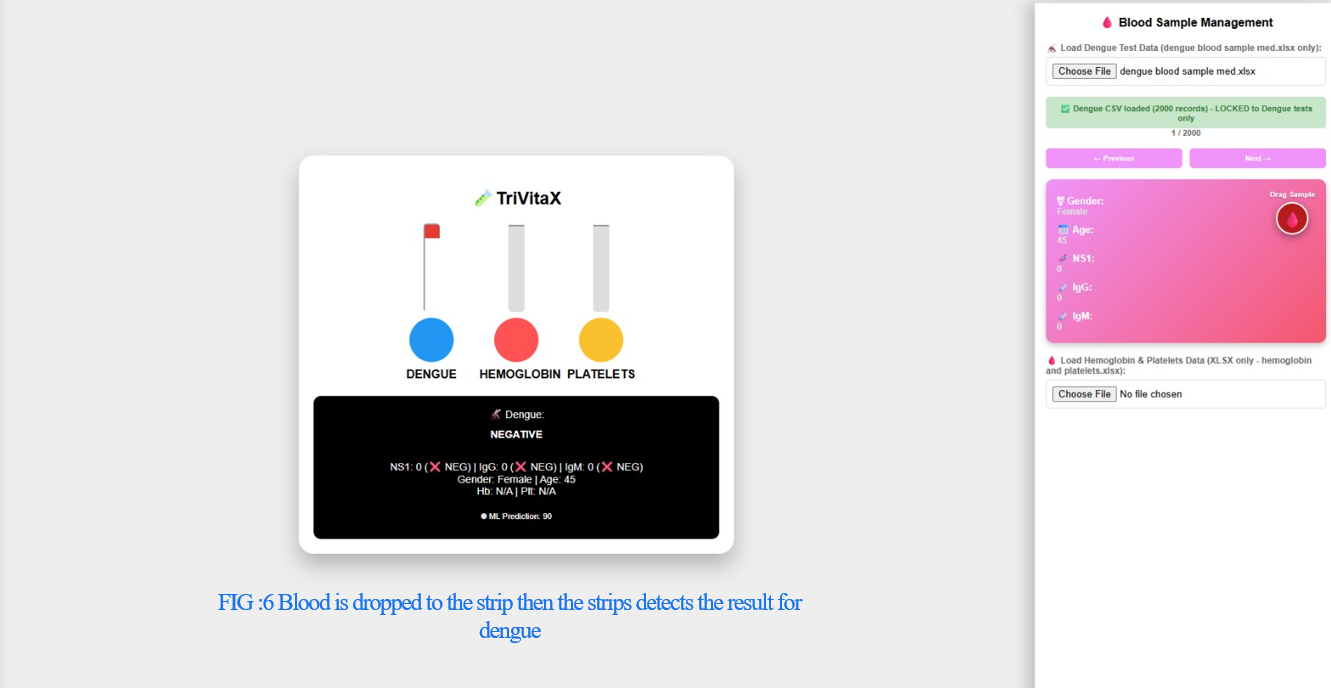 TriVitaX
DENGUE HEMOGLOBIN PLATELETS
Dengue:
NEGATIVE
NS1: 0 (❌ NEG) | IgG: 0 (❌ NEG) | IgM: 0 (❌ NEG)
Gender: Female | Age: 45
Hb: N/A | Plt: N/A
ML Prediction: 90
FIG :6 Blood is dropped to the strip then the strips detects the result for
dengue
Blood Sample Management
Load Dengue Test Data (dengue blood sample med.xlsx only):
Choose File dengue blood sample med.xlsx
✅ Dengue CSV loaded (2000 records) - LOCKED to Dengue tests
only
1 / 2000
← Previous
Next →
Drag Sample
Gender:
Female
Age:
45
NS1:
0
IgG:
0
IgM:
0
Load Hemoglobin & Platelets Data (XLSX only - hemoglobin
and platelets.xlsx):
Choose File No file chosen